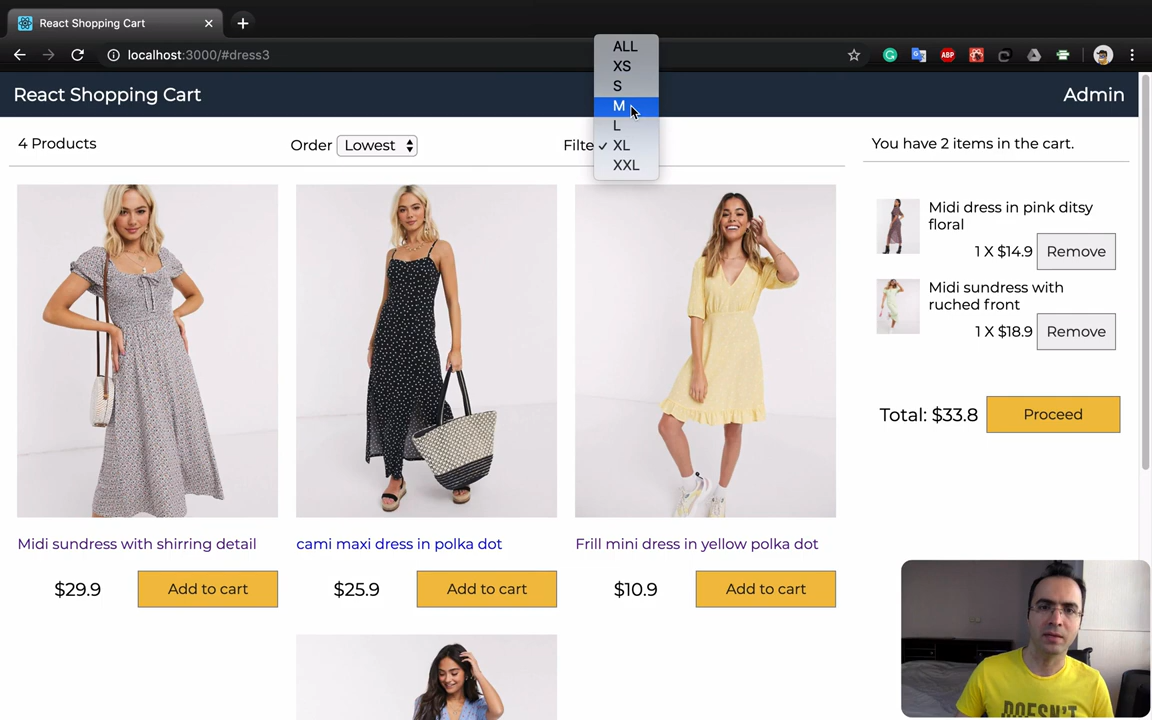 React Shopping Cart
localhost:3000/#dress3
ABP
React Shopping Cart
Admin
4 Products
Order
Lowest
Filte
ALL
XS
S
M
L
✓ XL
XXL
You have 2 items in the cart.
Midi dress in pink ditsy
floral
1 X $14.9
Remove
Midi sundress with
ruched front
1 X $18.9
Remove
Total: $33.8
Proceed
Midi sundress with shirring detail
cami maxi dress in polka dot
Frill mini dress in yellow polka dot
$29.9
Add to cart
$25.9
Add to cart
$10.9
Add to cart
DOESN'T